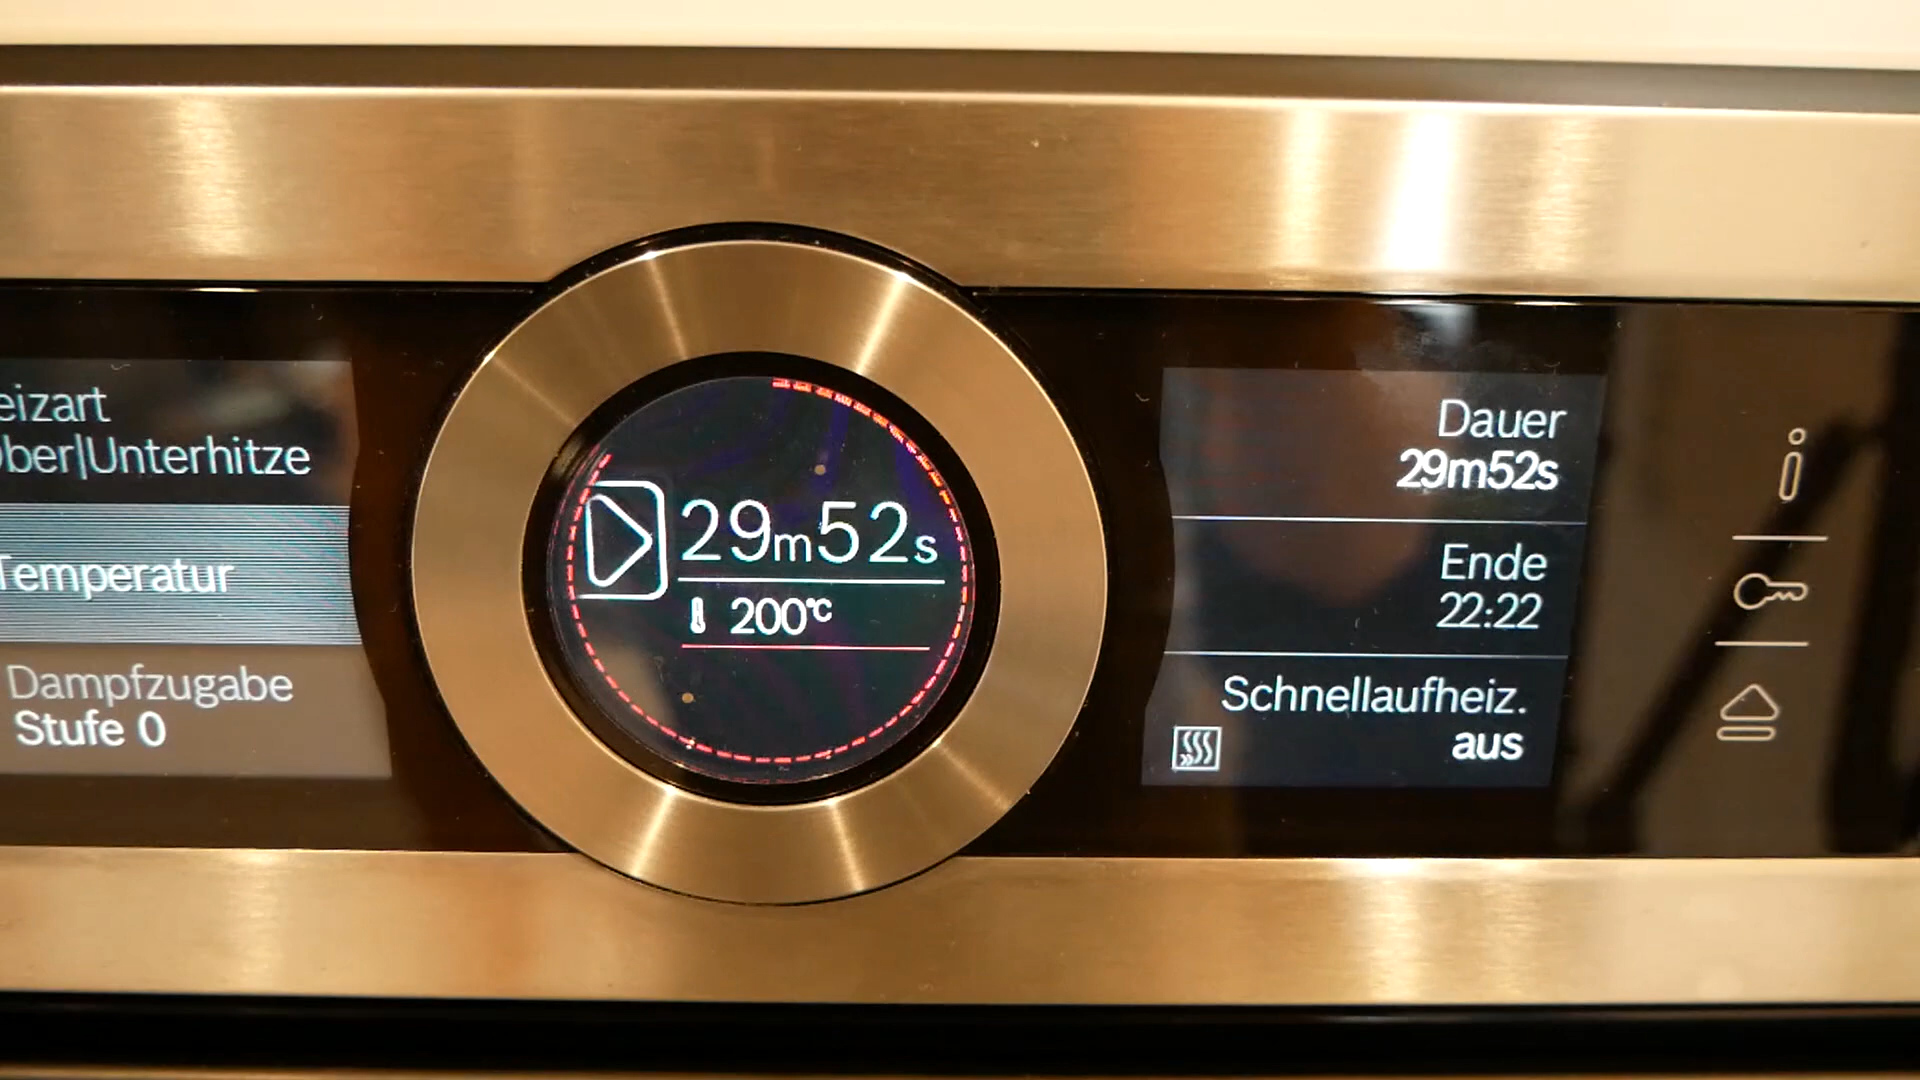 eizart
ber|Unterhitze
Temperatur
Dampfzugabe
Stufe 0
29m52s
200°C
Dauer
29m52s
Ende
22:22
Schnellaufheiz.
aus
i